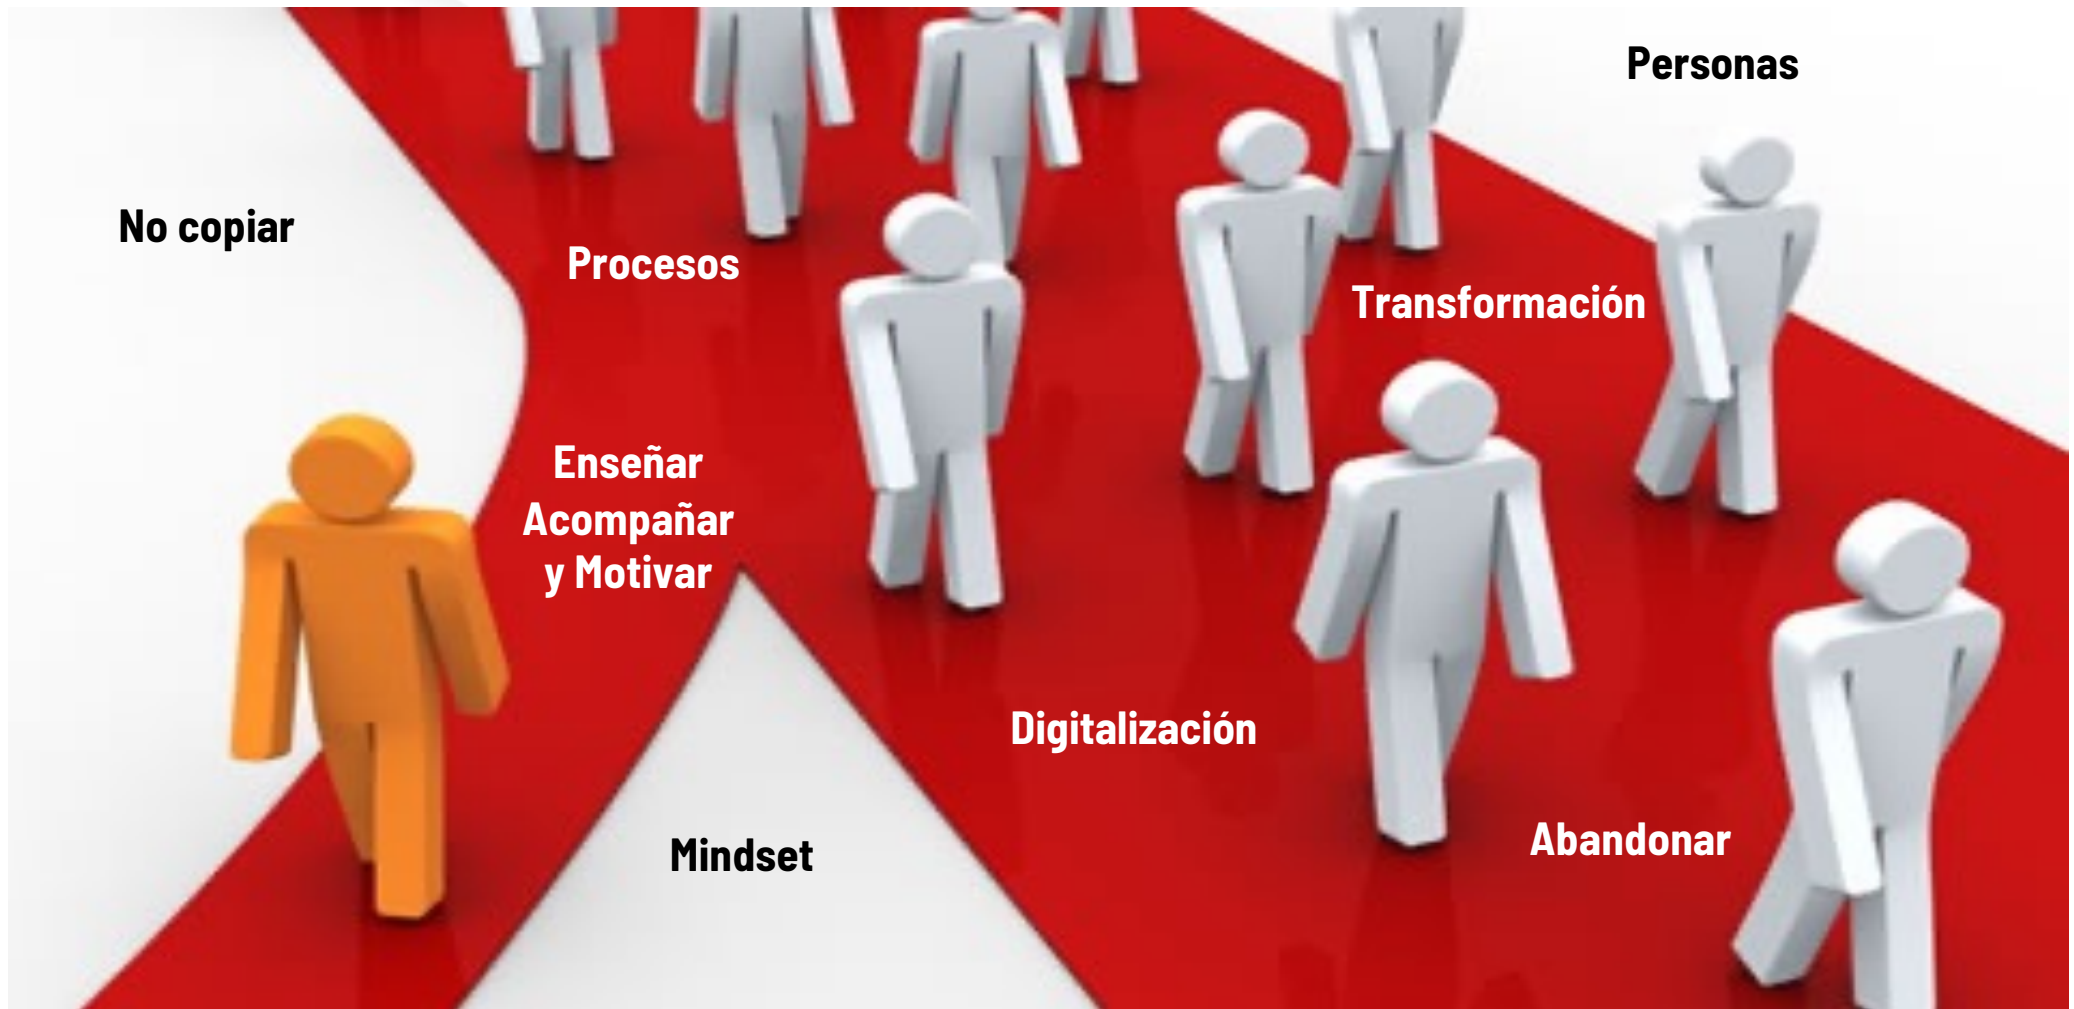 Personas
No copiar
Procesos
Transformación
Enseñar
Acompañar
y Motivar
Digitalización
Abandonar
Mindset